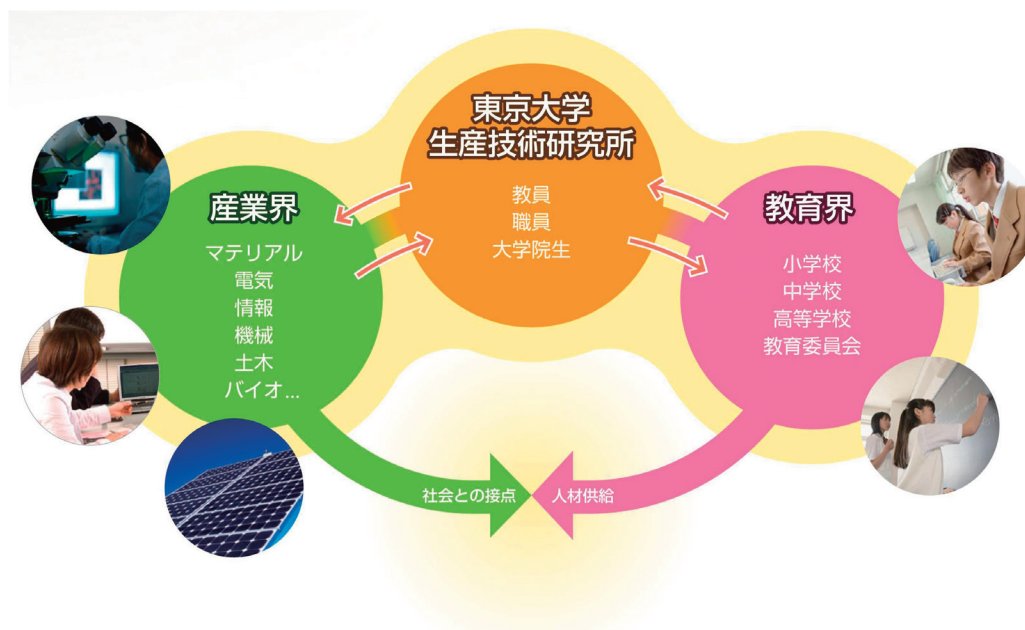 東京大学
生産技術研究所
教員
職員
大学院生
産業界
マテリアル
電気
情報
機械
土木
バイオ...
教育界
小学校
中学校
高等学校
教育委員会
社会との接点
人材供給